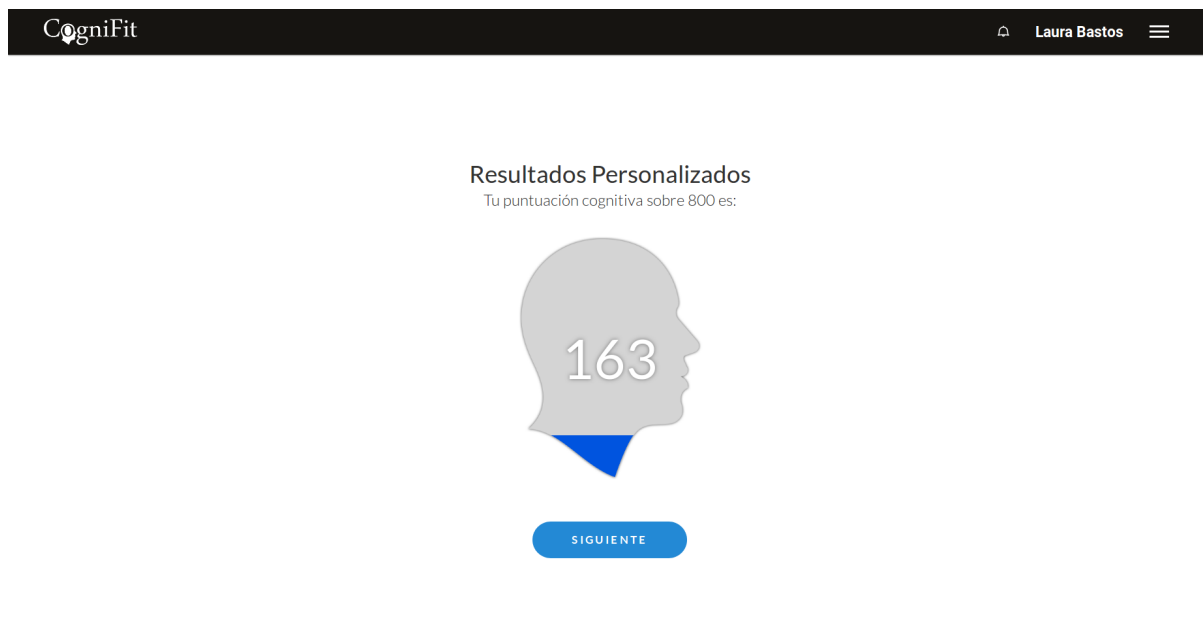 CogniFit
Laura Bastos
Resultados Personalizados
Tu puntuación cognitiva sobre 800 es:
163
SIGUIENTE